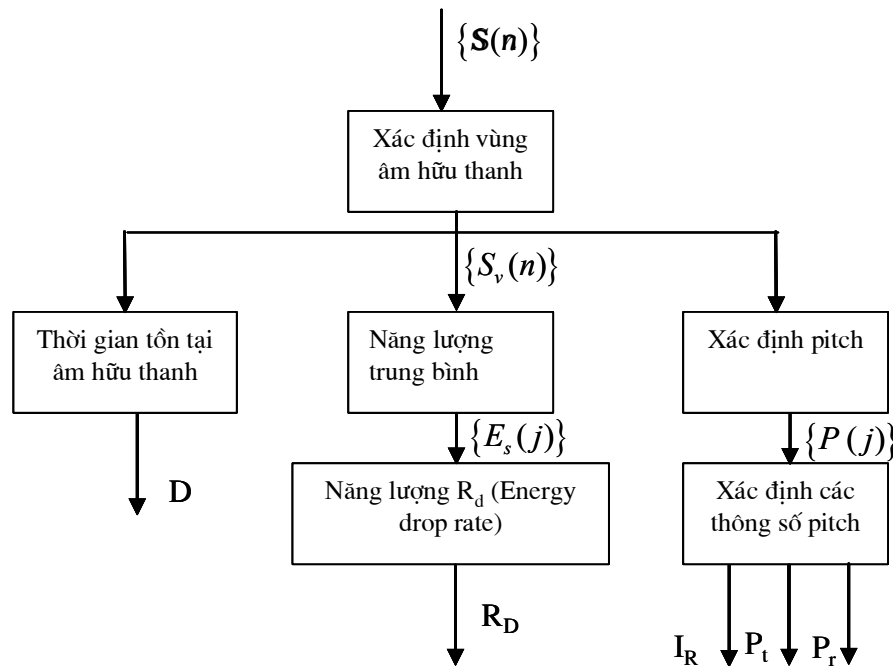 {S(n)}
Xác định vùng
âm hữu thanh
{S_v(n)}
Thời gian tồn tại
âm hữu thanh
Năng lượng
trung bình
Xác định pitch
{E_s(j)}
{P(j)}
D
Năng lượng R_d (Energy
drop rate)
Xác định các
thông số pitch
R_D
I_R
P_t
P_r